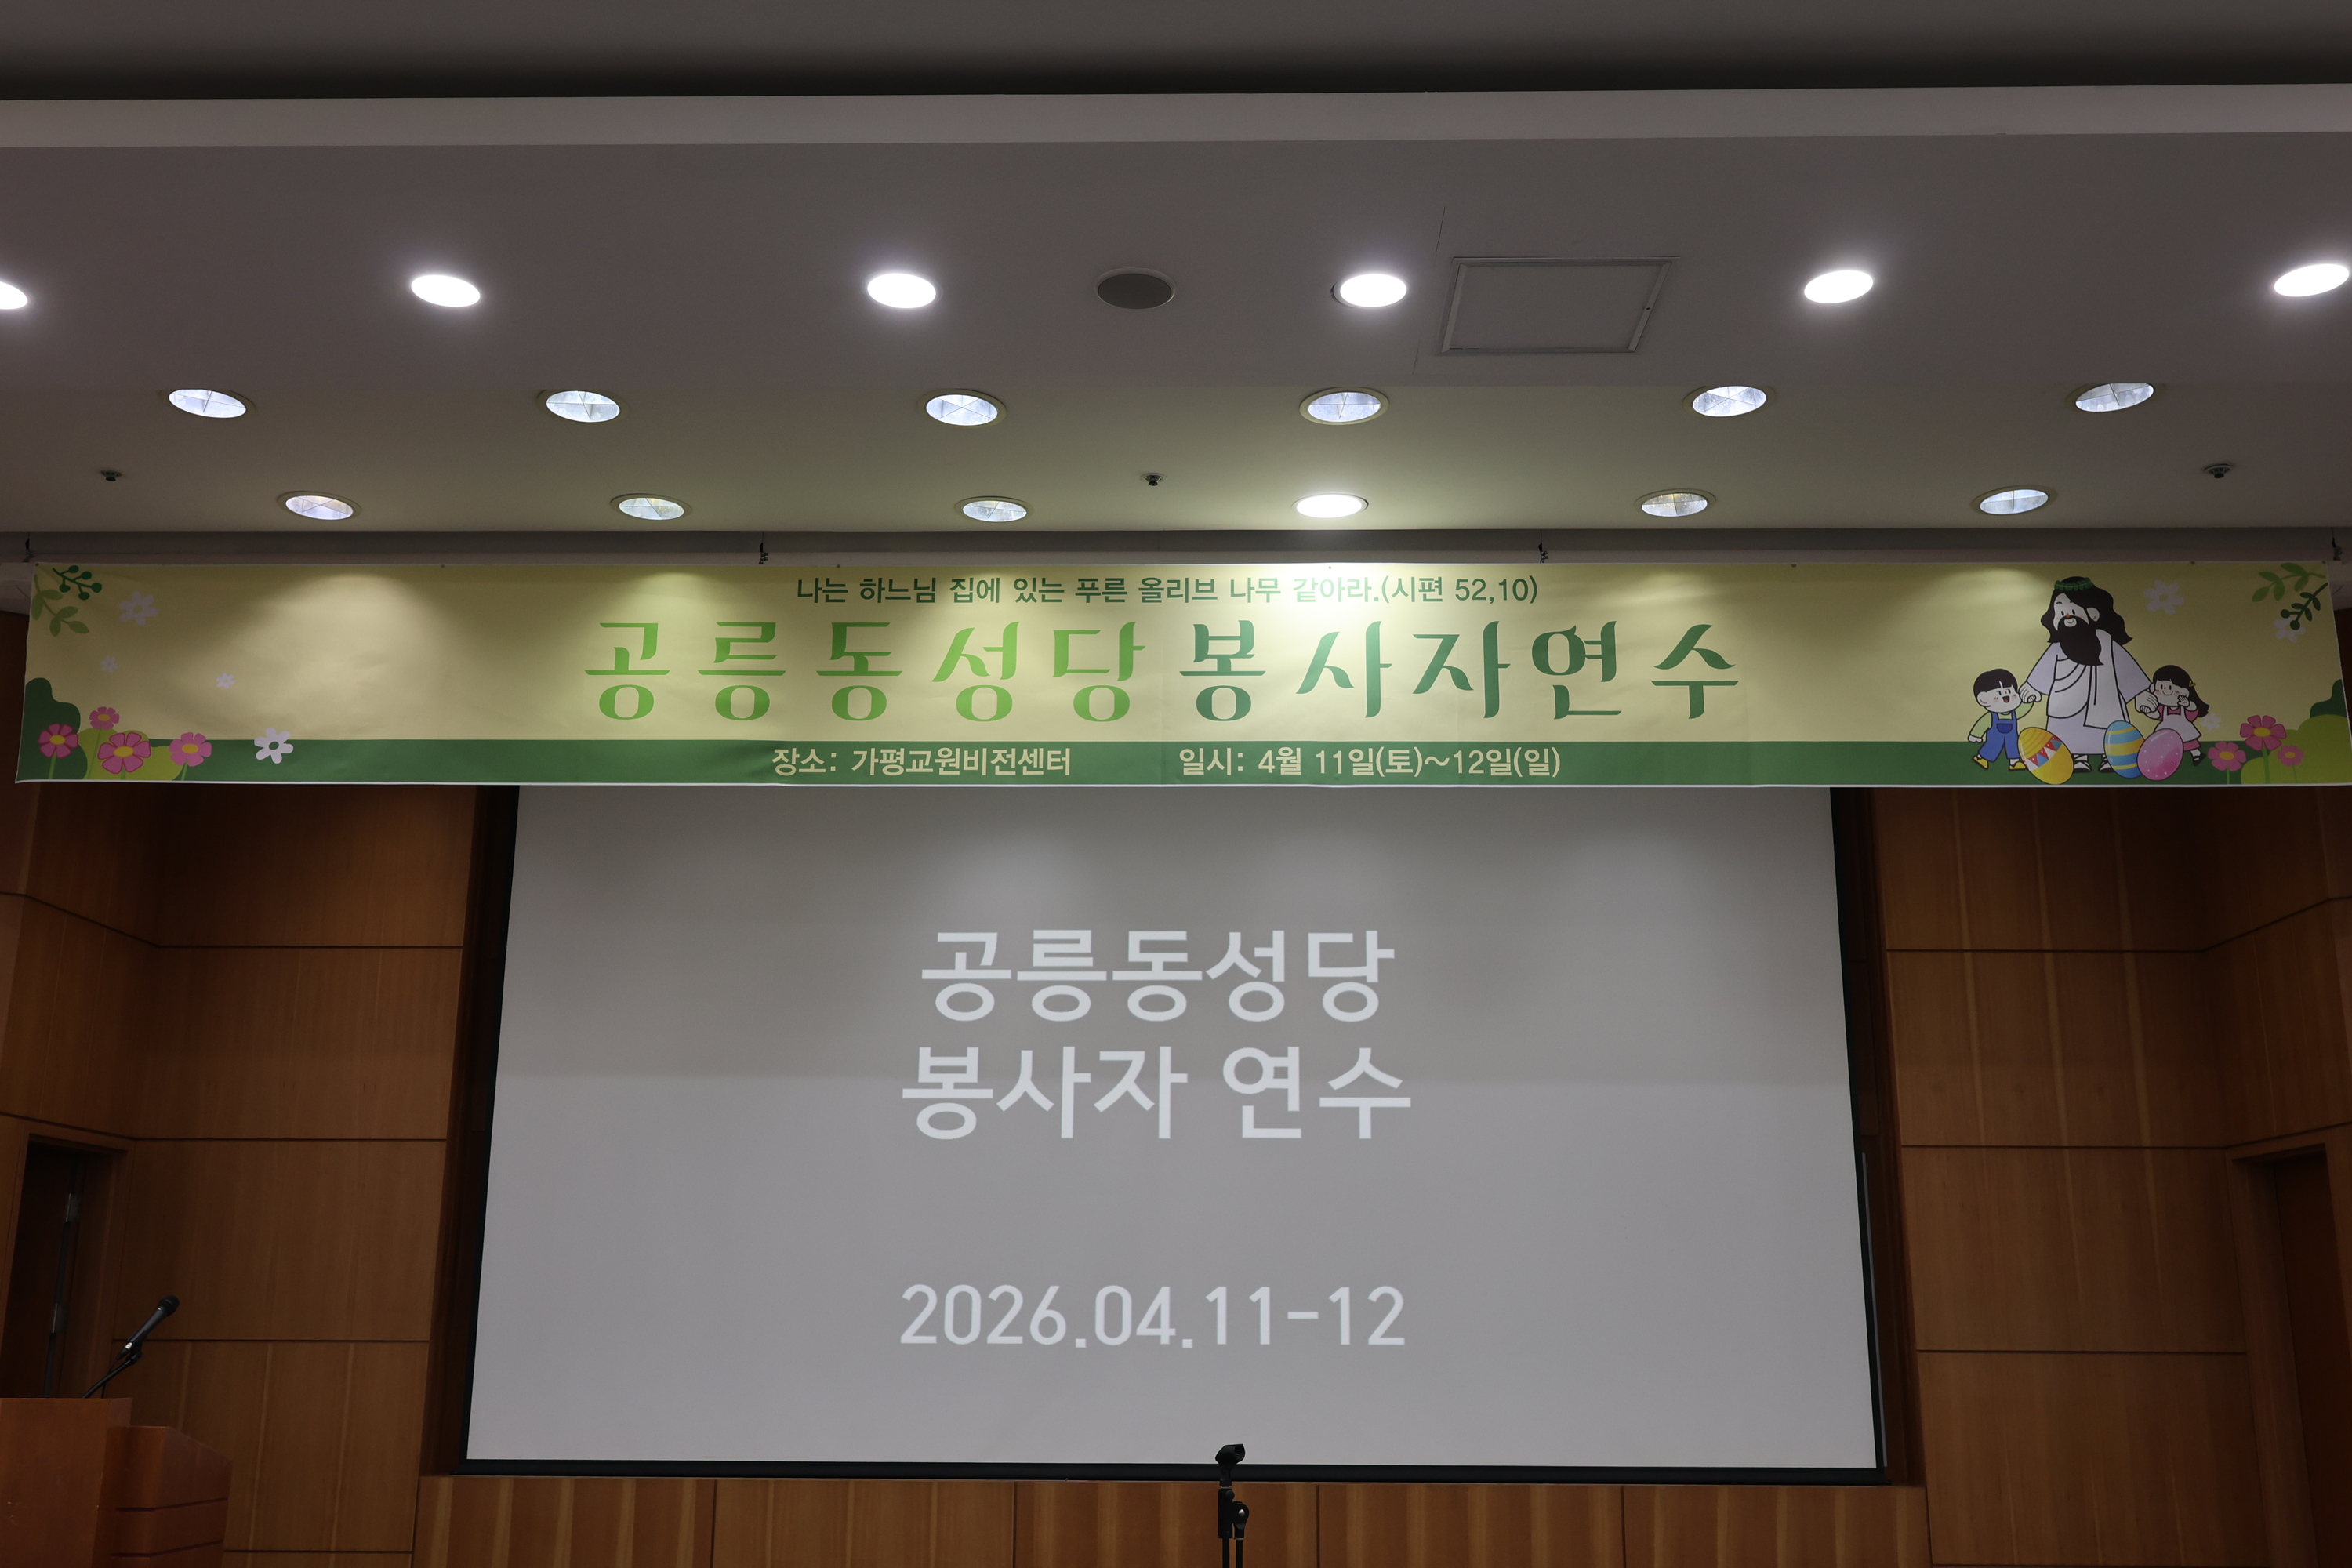 나는 하느님 집에 있는 푸른 올리브 나무 같아라.(시편 52,10)
공릉동성당 봉사자연수
장소: 가평교원비전센터 일시: 4월 11일(토)~12일(일)
공릉동성당
봉사자 연수
2026.04.11-12